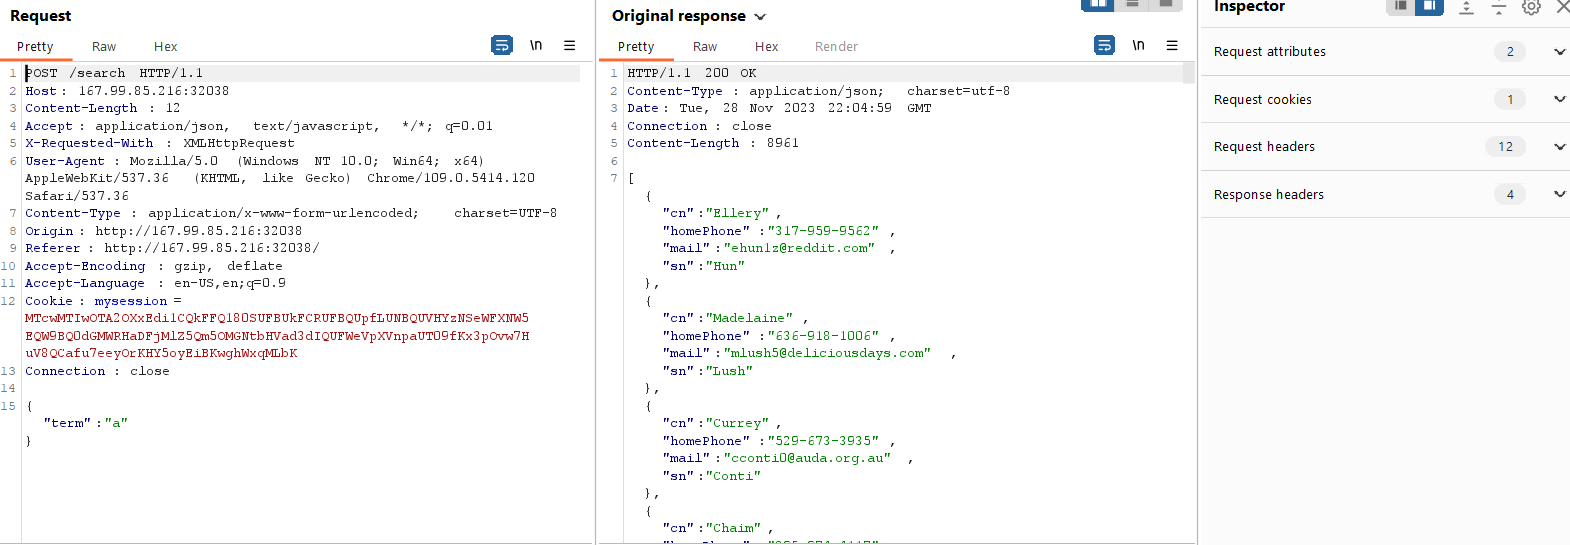 Request
Pretty Raw Hex
\n
1 POST /search HTTP/1.1
2 Host: 167.99.85.216:32038
3 Content-Length : 12
4 Accept : application/json, text/javascript, */*; q=0.01
5 X-Requested-With : XMLHttpRequest
6 User-Agent : Mozilla/5.0 (Windows NT 10.0; Win64; x64)
AppleWebKit/537.36 (KHTML, like Gecko) Chrome/109.0.5414.120
Safari/537.36
7 Content-Type : application/x-www-form-urlencoded; charset=UTF-8
8 Origin : http://167.99.85.216:32038
9 Referer : http://167.99.85.216:32038/
10 Accept-Encoding : gzip, deflate
11 Accept-Language : en-US,en;q=0.9
12 Cookie : mysession =
13 Connection : close
14
15 {
"term" :"a"
}
Original response
Pretty Raw Hex Render
\n
1 HTTP/1.1 200 OK
2 Content-Type : application/json; charset=utf-8
3 Date : Tue, 28 Nov 2023 22:04:59 GMT
4 Connection : close
5 Content-Length : 8961
6
7 [
{
"cn" :"Ellery" ,
"homePhone" :"317-959-9562" ,
"mail" :"ehun1z@reddit.com" ,
"sn" :"Hun"
},
{
"cn" :"Madelaine" ,
"homePhone" :"636-918-1006" ,
"mail" :"mlush5@deliciousdays.com" ,
"sn" :"Lush"
},
{
"cn" :"Currey" ,
"homePhone" :"529-673-3935" ,
"mail" :"cconti0@auda.org.au" ,
"sn" :"Conti"
},
{
"cn" :"Chaim" ,
Inspector
Request attributes 2
Request cookies 1
Request headers 12
Response headers 4